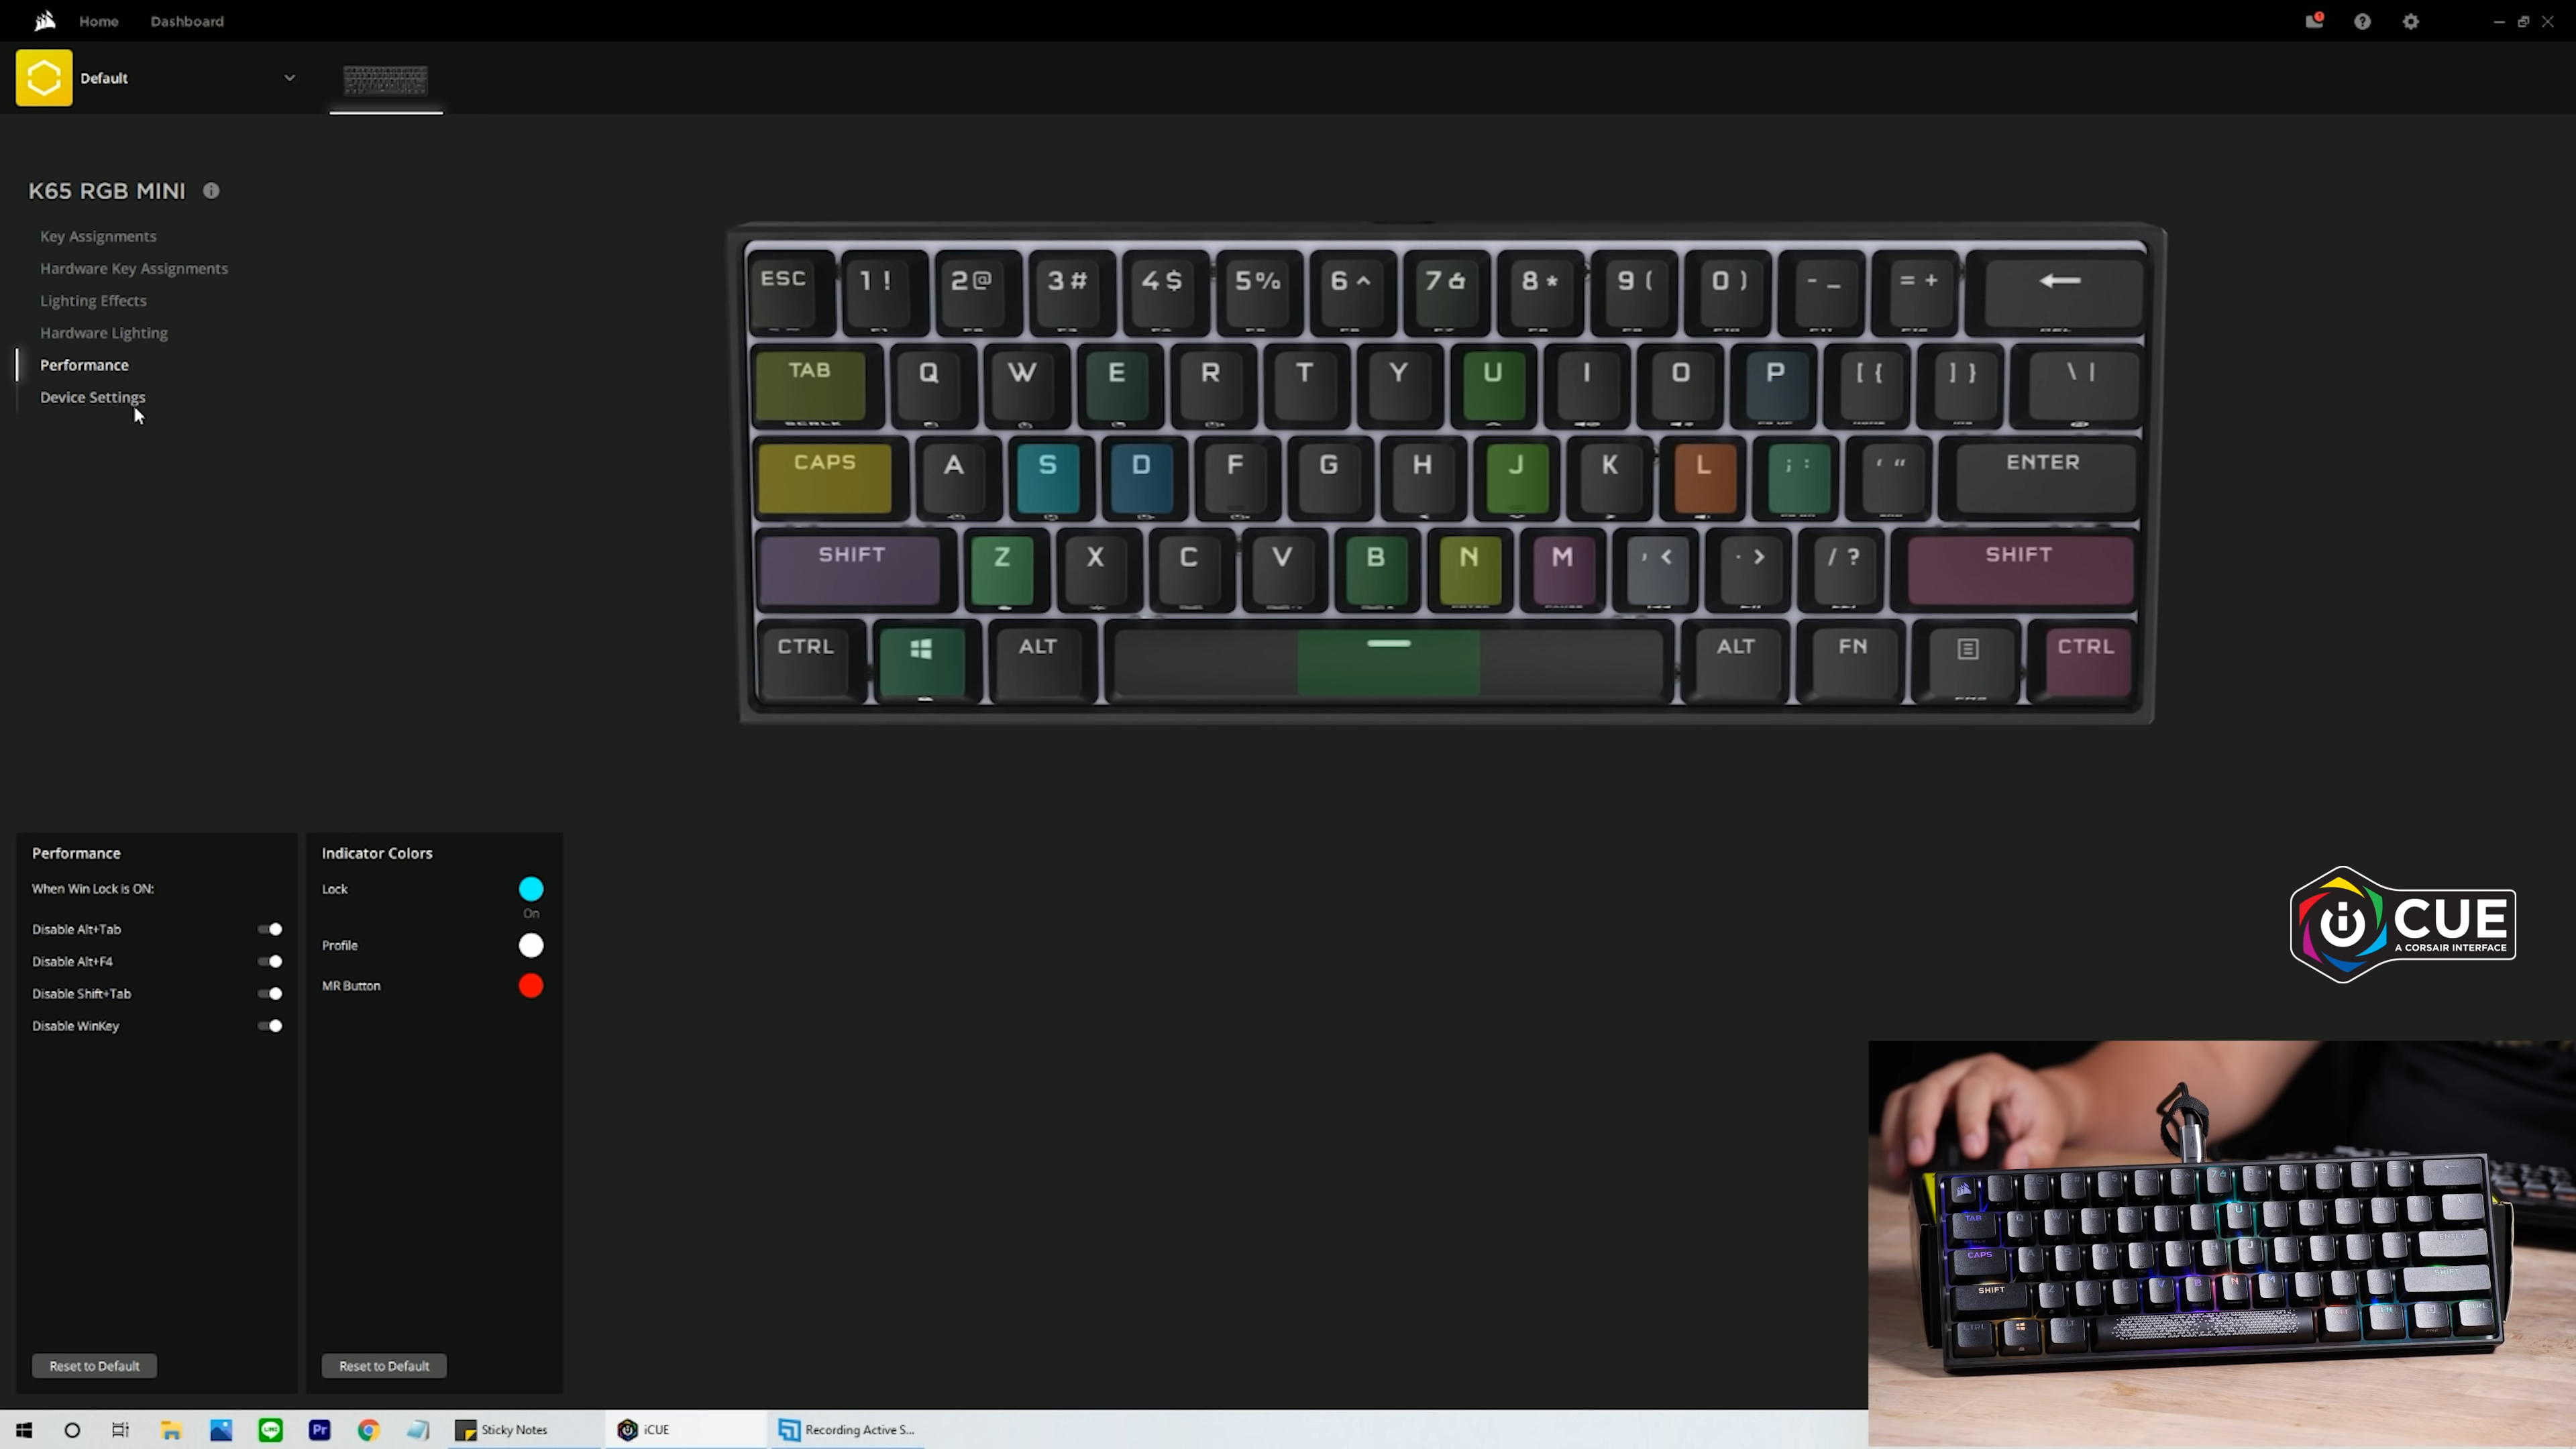 Home Dashboard
Default
K65 RGB MINI
Key Assignments
Hardware Key Assignments
Lighting Effects
Hardware Lighting
Performance
Device Settings
ESC 1 ! 2 @ 3 # 4 $ 5 % 6 ^ 7 & 8 * 9 ( 0 ) - _ = +
TAB Q W E R T Y U I O P [ { ] } \ |
CAPS A S D F G H J K L ; : ' " ENTER
SHIFT Z X C V B N M , < . > / ? SHIFT
CTRL ALT ALT FN CTRL
Performance
When Win Lock is ON:
Disable Alt+Tab
Disable Alt+F4
Disable Shift+Tab
Disable WinKey
Reset to Default
Indicator Colors
Lock
On
Profile
MR Button
Reset to Default
iCUE
A CORSAIR INTERFACE
TAB
CAPS
SHIFT
Pr
Sticky Notes
iCUE
Recording Active S...